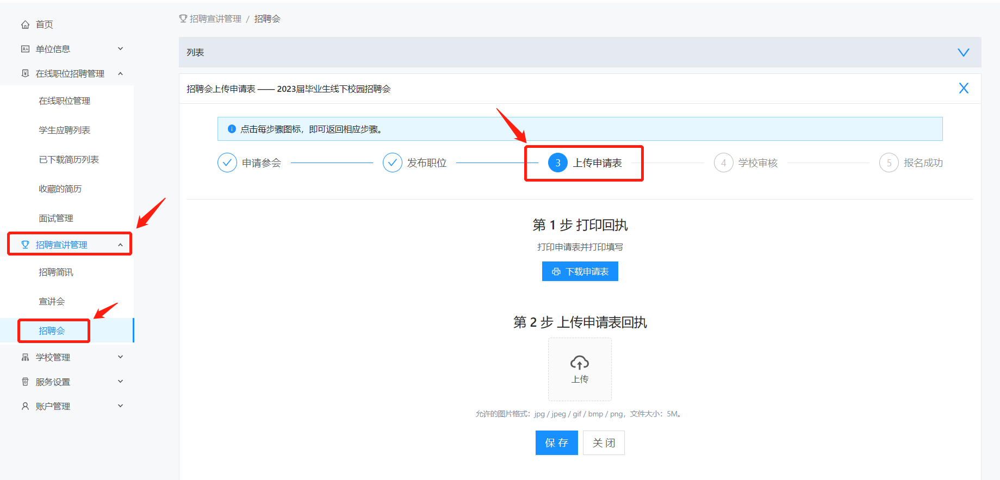 首页
单位信息
在线职位招聘管理
在线职位管理
学生应聘列表
已下载简历列表
收藏的简历
面试管理
招聘宣讲管理
招聘简讯
宣讲会
招聘会
学校管理
服务设置
账户管理
招聘宣讲管理 / 招聘会
列表
招聘会上传申请表 —— 2023届毕业生线下校园招聘会
点击每步骤图标，即可返回相应步骤。
申请参会 发布职位 3 上传申请表 4 学校审核 5 报名成功
第 1 步 打印回执
打印申请表并打印填写
下载申请表
第 2 步 上传申请表回执
上传
允许的图片格式：jpg / jpeg / gif / bmp / png，文件大小：5M。
保 存 关 闭